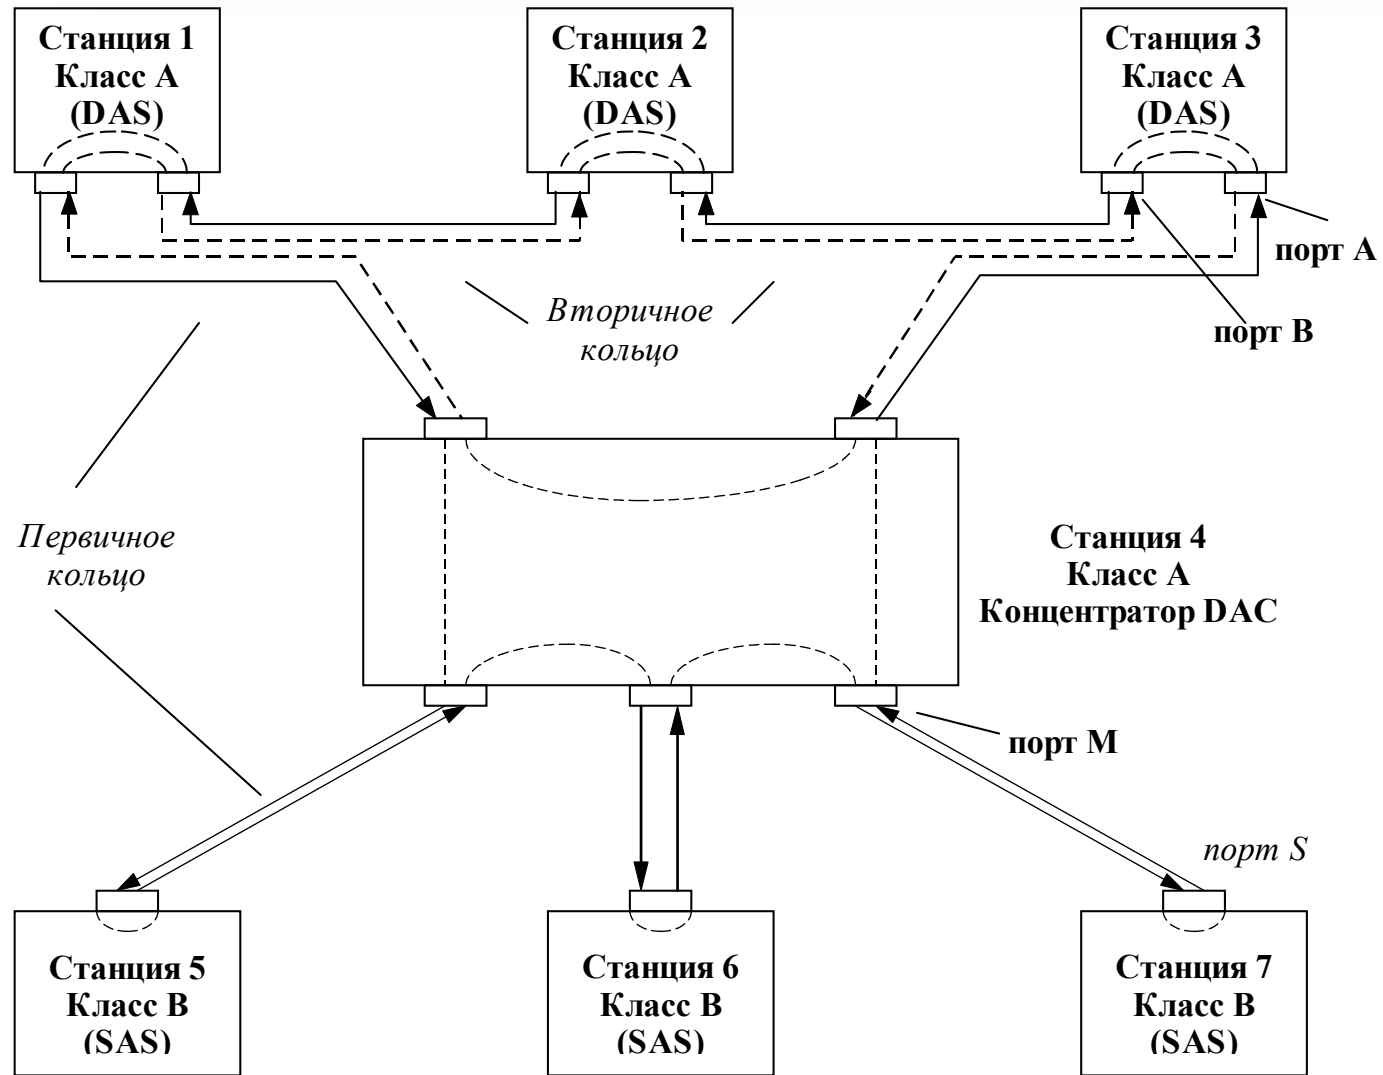 Станция 1
Класс А
(DAS)
Станция 2
Класс А
(DAS)
Станция 3
Класс А
(DAS)
порт А
порт В
Вторичное
кольцо
Первичное
кольцо
Станция 4
Класс А
Концентратор DAC
порт М
порт S
Станция 5
Класс В
(SAS)
Станция 6
Класс В
(SAS)
Станция 7
Класс В
(SAS)